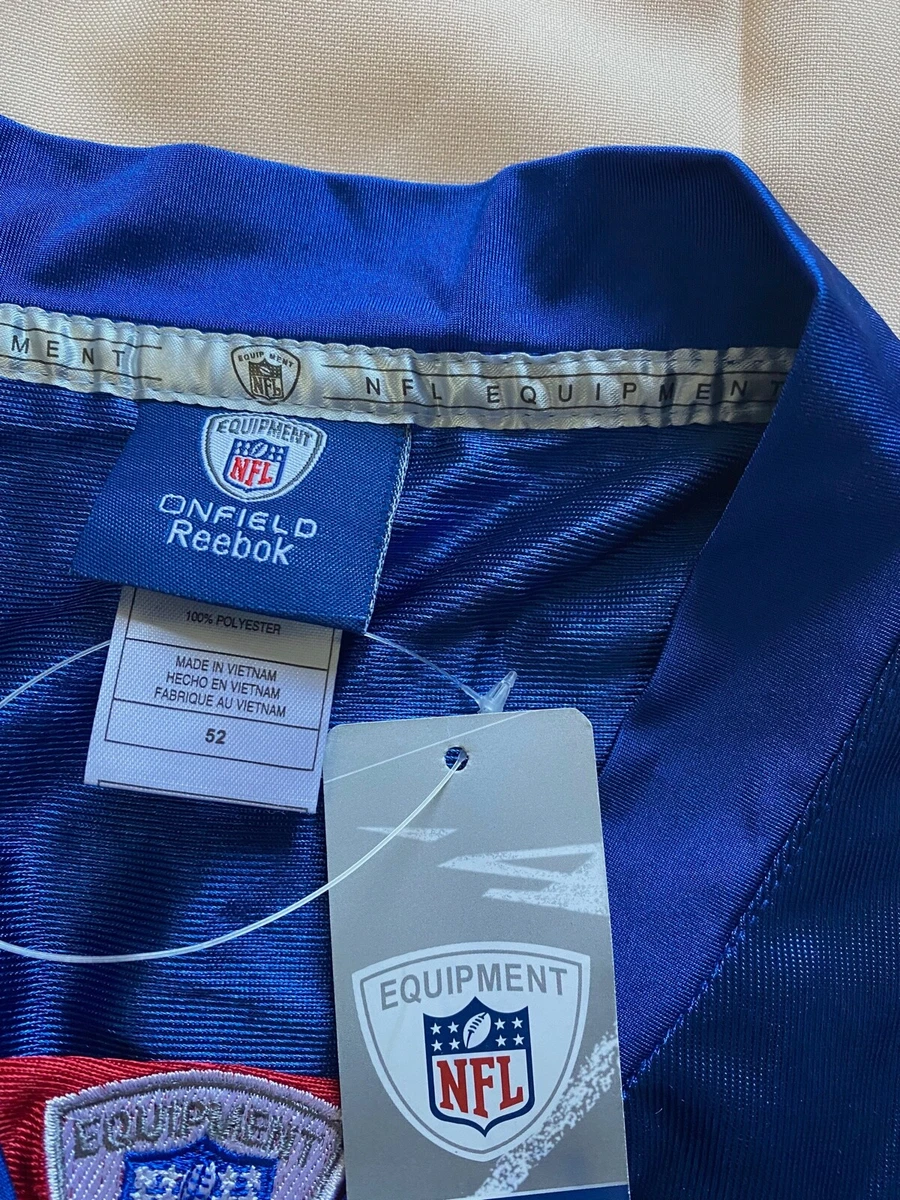 MENT
EQUIPMENT
NFL
NFL EQUIPMENT
EQUIPMENT
NFL
ONFIELD
Reebok
100% POLYESTER
MADE IN VIETNAM
HECHO EN VIETNAM
FABRIQUE AU VIETNAM
52
EQUIPMENT
NFL
EQUIPMENT